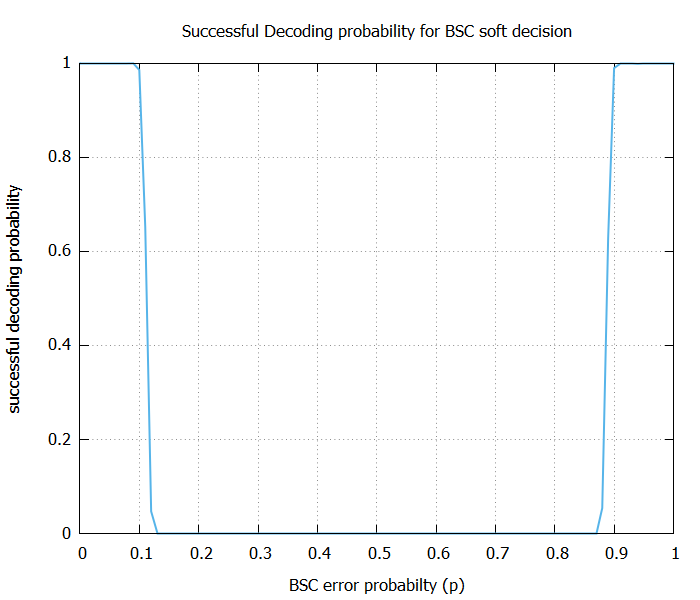 Successful Decoding probability for BSC soft decision
1
0.8
0.6
0.4
0.2
0
successful decoding probability
0 0.1 0.2 0.3 0.4 0.5 0.6 0.7 0.8 0.9 1
BSC error probabilty (p)